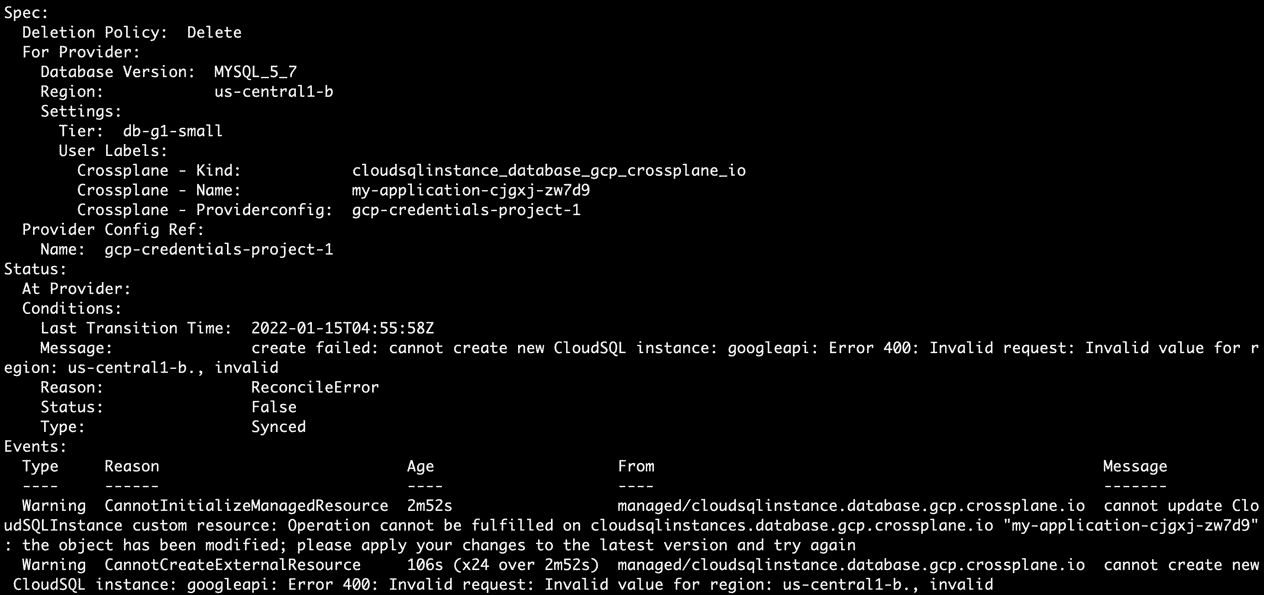 Spec:
  Deletion Policy:  Delete
  For Provider:
    Database Version:  MYSQL_5_7
    Region:            us-central1-b
    Settings:
      Tier:  db-g1-small
      User Labels:
        Crossplane - Kind:            cloudsqlinstance_database_gcp_crossplane_io
        Crossplane - Name:            my-application-cjgxj-zw7d9
        Crossplane - Providerconfig:  gcp-credentials-project-1
  Provider Config Ref:
    Name:  gcp-credentials-project-1
Status:
  At Provider:
  Conditions:
    Last Transition Time:  2022-01-15T04:55:58Z
    Message:               create failed: cannot create new CloudSQL instance: googleapi: Error 400: Invalid request: Invalid value for r
egion: us-central1-b., invalid
    Reason:                ReconcileError
    Status:                False
    Type:                  Synced
Events:
  Type     Reason                         Age                    From                                                 Message
  ----     ------                         ----                   ----                                                 -------
  Warning  CannotInitializeManagedResource  2m52s                  managed/cloudsqlinstance.database.gcp.crossplane.io  cannot update Clo
udSQLInstance custom resource: Operation cannot be fulfilled on cloudsqlinstances.database.gcp.crossplane.io "my-application-cjgxj-zw7d9"
: the object has been modified; please apply your changes to the latest version and try again
  Warning  CannotCreateExternalResource     106s (x24 over 2m52s)  managed/cloudsqlinstance.database.gcp.crossplane.io  cannot create new
 CloudSQL instance: googleapi: Error 400: Invalid request: Invalid value for region: us-central1-b., invalid